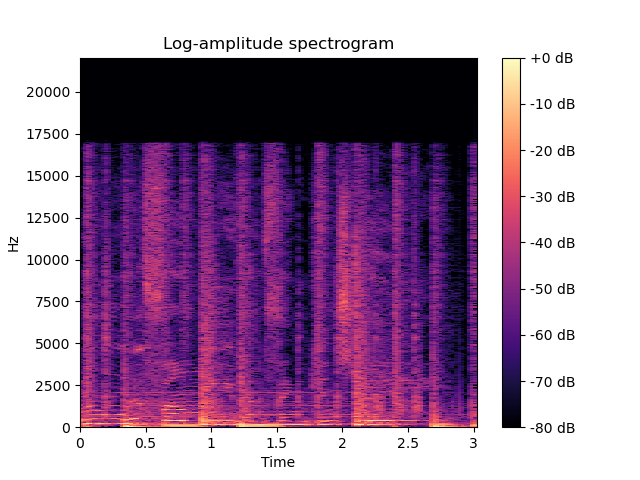 Log-amplitude spectrogram
Hz
20000
17500
15000
12500
10000
7500
5000
2500
0
0 0.5 1 1.5 2 2.5 3
Time
+0 dB
-10 dB
-20 dB
-30 dB
-40 dB
-50 dB
-60 dB
-70 dB
-80 dB